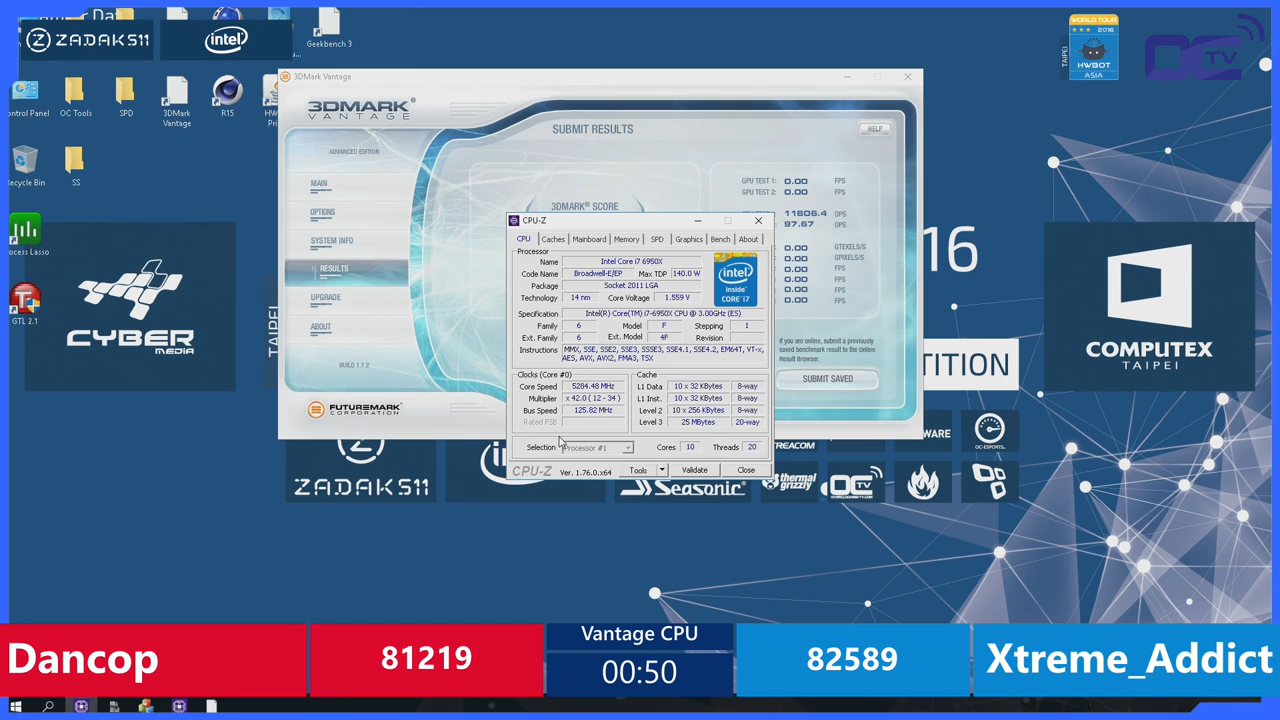 ZADAK511
intel
Geekbench 3
ontrol Panel
OC Tools
SPD
3DMark
Vantage
R15
HW
Pri
ecycle Bin
SS
rocess Lasso
GTL 2.1
CYBER
MEDIA
TAIPEI
WORLD TOUR
2016
HWBOT
ASIA
OC
TV
3DMark Vantage
3DMARK®
VANTAGE
ADVANCED EDITION
MAIN
OPTIONS
SYSTEM INFO
RESULTS
UPGRADE
ABOUT
BUILD 1.1.2
FUTUREMARK
CORPORATION
SUBMIT RESULTS
HELP
3DMARK® SCORE
GPU TEST 1: 0.00 FPS
GPU TEST 2: 0.00 FPS
11806.4 OPS
97.67 OPS
0.00 GTEXELS/S
0.00 GPIXELS/S
0.00 FPS
0.00 FPS
0.00 FPS
0.00 FPS
If you are online, submit a previously
saved benchmark result to the Online
Result Browser.
SUBMIT SAVED
CPU-Z
CPU Caches Mainboard Memory SPD Graphics Bench About
Processor
Name Intel Core i7 6950X
Code Name Broadwell-E/EP Max TDP 140.0 W
Package Socket 2011 LGA
Technology 14 nm Core Voltage 1.559 V
intel
inside™
CORE™ i7
Specification Intel(R) Core(TM) i7-6950X CPU @ 3.00GHz (ES)
Family 6 Model F Stepping 1
Ext. Family 6 Ext. Model 4F Revision
Instructions MMX, SSE, SSE2, SSE3, SSSE3, SSE4.1, SSE4.2, EM64T, VT-x,
AES, AVX, AVX2, FMA3, TSX
Clocks (Core #0)
Core Speed 5284.48 MHz
Multiplier x 42.0 ( 12 - 34 )
Bus Speed 125.82 MHz
Rated FSB
Cache
L1 Data 10 x 32 KBytes 8-way
L1 Inst. 10 x 32 KBytes 8-way
Level 2 10 x 256 KBytes 8-way
Level 3 25 MBytes 20-way
Selection Processor #1 Cores 10 Threads 20
CPU-Z Ver. 1.76.0.x64 Tools Validate Close
16
TITION
COMPUTEX
TAIPEI
TREACOM
WARE
OC-ESPORTS
ZADAK511
Seasonic
thermal
grizzly
OC TV
Dancop
81219
Vantage CPU
00:50
82589
Xtreme_Addict